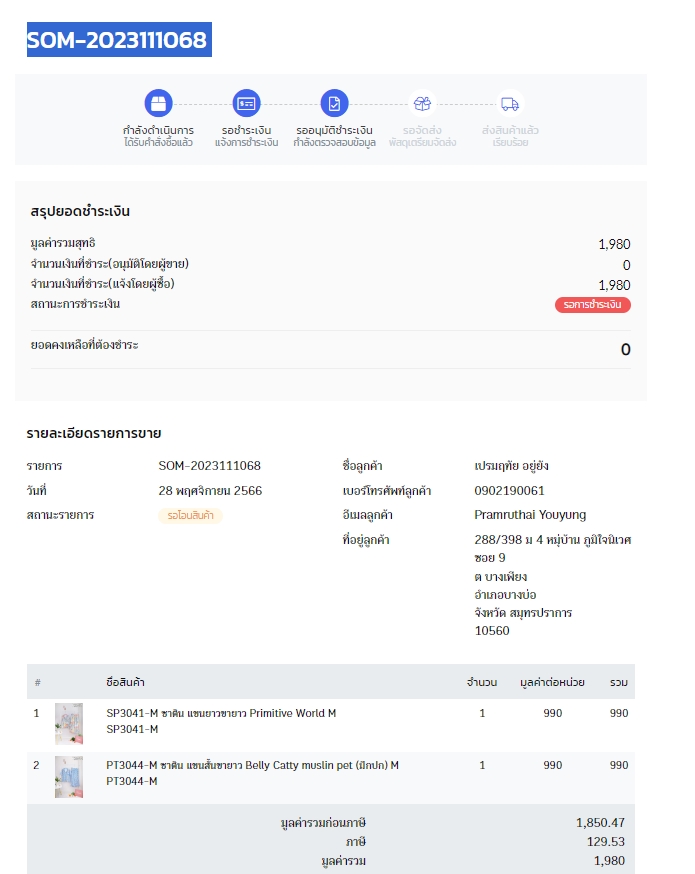 SOM-2023111068
กำลังดำเนินการ
ได้รับคำสั่งซื้อแล้ว
รอชำระเงิน
แจ้งการชำระเงิน
รออนุมัติชำระเงิน
กำลังตรวจสอบข้อมูล
รอจัดส่ง
พัสดุเตรียมจัดส่ง
ส่งสินค้าแล้ว
เรียบร้อย
สรุปยอดชำระเงิน
มูลค่ารวมสุทธิ 1,980
จำนวนเงินที่ชำระ(อนุมัติโดยผู้ขาย) 0
จำนวนเงินที่ชำระ(แจ้งโดยผู้ซื้อ) 1,980
สถานะการชำระเงิน รอการชำระเงิน
ยอดคงเหลือที่ต้องชำระ 0
รายละเอียดรายการขาย
รายการ SOM-2023111068
วันที่ 28 พฤศจิกายน 2566
สถานะรายการ รอโอนสินค้า
ชื่อลูกค้า เปรมฤทัย อยู่ยัง
เบอร์โทรศัพท์ลูกค้า 0902190061
อีเมลลูกค้า Pramruthai Youyung
ที่อยู่ลูกค้า 288/398 ม 4 หมุ่บ้าน ภูมิใจนิเวศ
ซอย 9
ต บางเพียง
อำเภอบางบ่อ
จังหวัด สมุทรปราการ
10560
# ชื่อสินค้า จำนวน มูลค่าต่อหน่วย รวม
1 SP3041-M ซาติน แขนยาวขายาว Primitive World M 1 990 990
SP3041-M
2 PT3044-M ซาติน แขนสั้นขายาว Belly Catty muslin pet (มีกปก) M 1 990 990
PT3044-M
มูลค่ารวมก่อนภาษี 1,850.47
ภาษี 129.53
มูลค่ารวม 1,980